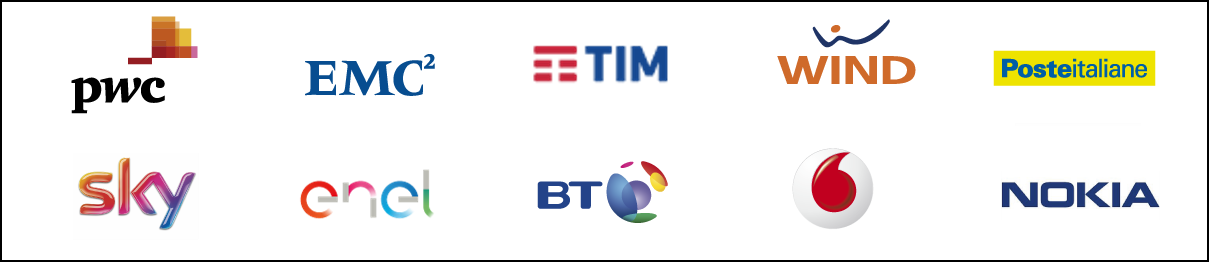 pwc
EMC²
TIM
WIND
Posteitaliane
sky
enel
BT
NOKIA